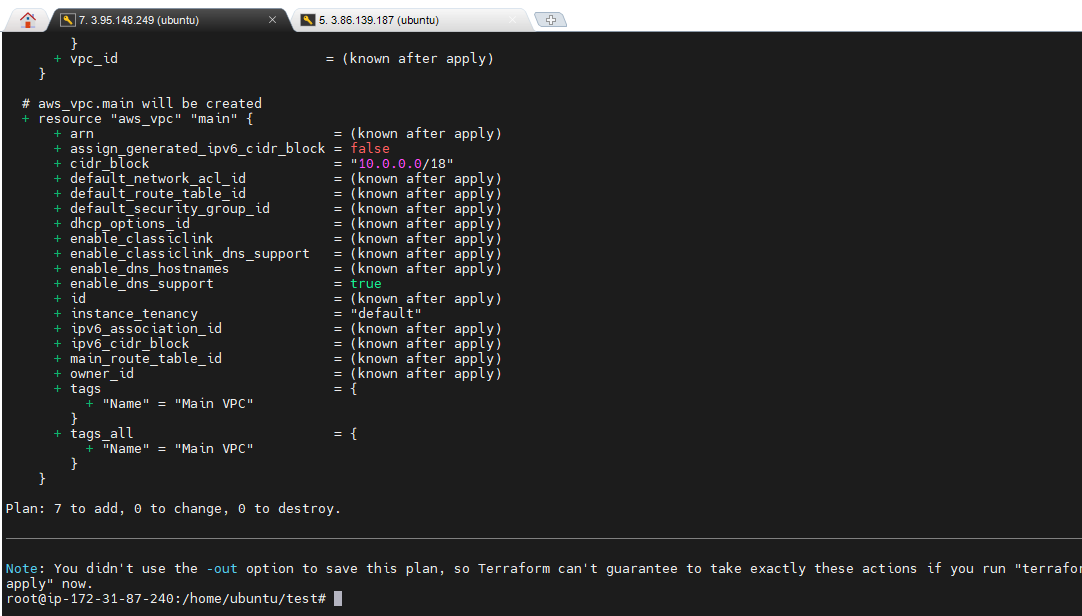 7. 3.95.148.249 (ubuntu)
5. 3.86.139.187 (ubuntu)
}
+ vpc_id = (known after apply)
}
# aws_vpc.main will be created
+ resource "aws_vpc" "main" {
+ arn = (known after apply)
+ assign_generated_ipv6_cidr_block = false
+ cidr_block = "10.0.0.0/18"
+ default_network_acl_id = (known after apply)
+ default_route_table_id = (known after apply)
+ default_security_group_id = (known after apply)
+ dhcp_options_id = (known after apply)
+ enable_classiclink = (known after apply)
+ enable_classiclink_dns_support = (known after apply)
+ enable_dns_hostnames = (known after apply)
+ enable_dns_support = true
+ id = (known after apply)
+ instance_tenancy = "default"
+ ipv6_association_id = (known after apply)
+ ipv6_cidr_block = (known after apply)
+ main_route_table_id = (known after apply)
+ owner_id = (known after apply)
+ tags = {
+ "Name" = "Main VPC"
}
+ tags_all = {
+ "Name" = "Main VPC"
}
}
Plan: 7 to add, 0 to change, 0 to destroy.
Note: You didn't use the -out option to save this plan, so Terraform can't guarantee to take exactly these actions if you run "terrafor
apply" now.
root@ip-172-31-87-240:/home/ubuntu/test#